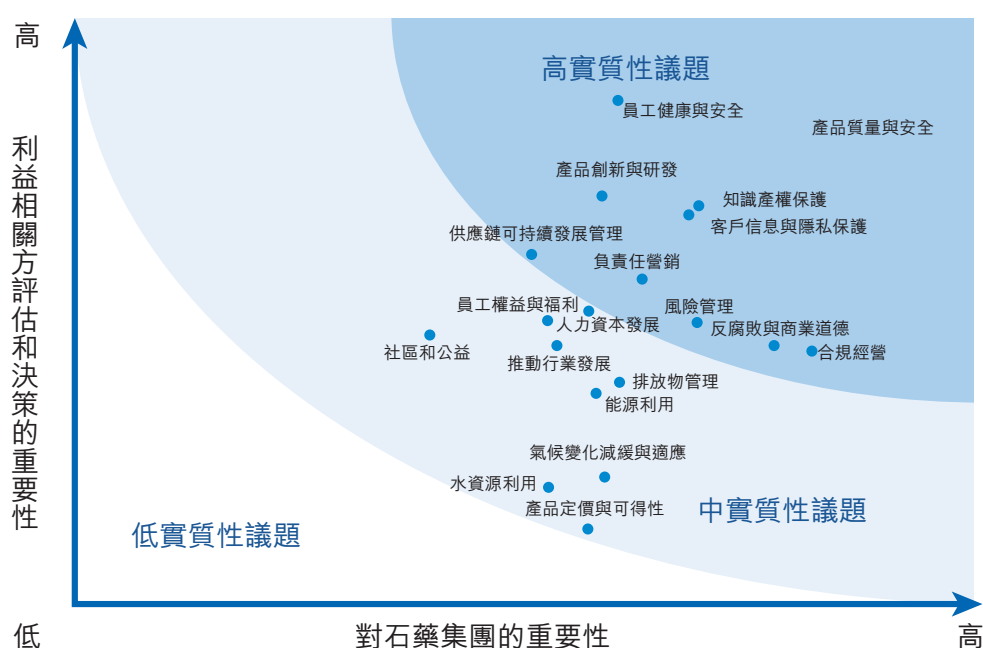 高
利益相關方評估和決策的重要性
高實質性議題
員工健康與安全
產品質量與安全
產品創新與研發
知識產權保護
客戶信息與隱私保護
供應鏈可持續發展管理
負責任營銷
員工權益與福利
風險管理
人力資本發展
反腐敗與商業道德
社區和公益
合規經營
推動行業發展
排放物管理
能源利用
氣候變化減緩與適應
水資源利用
產品定價與可得性
中實質性議題
低實質性議題
低
對石藥集團的重要性
高